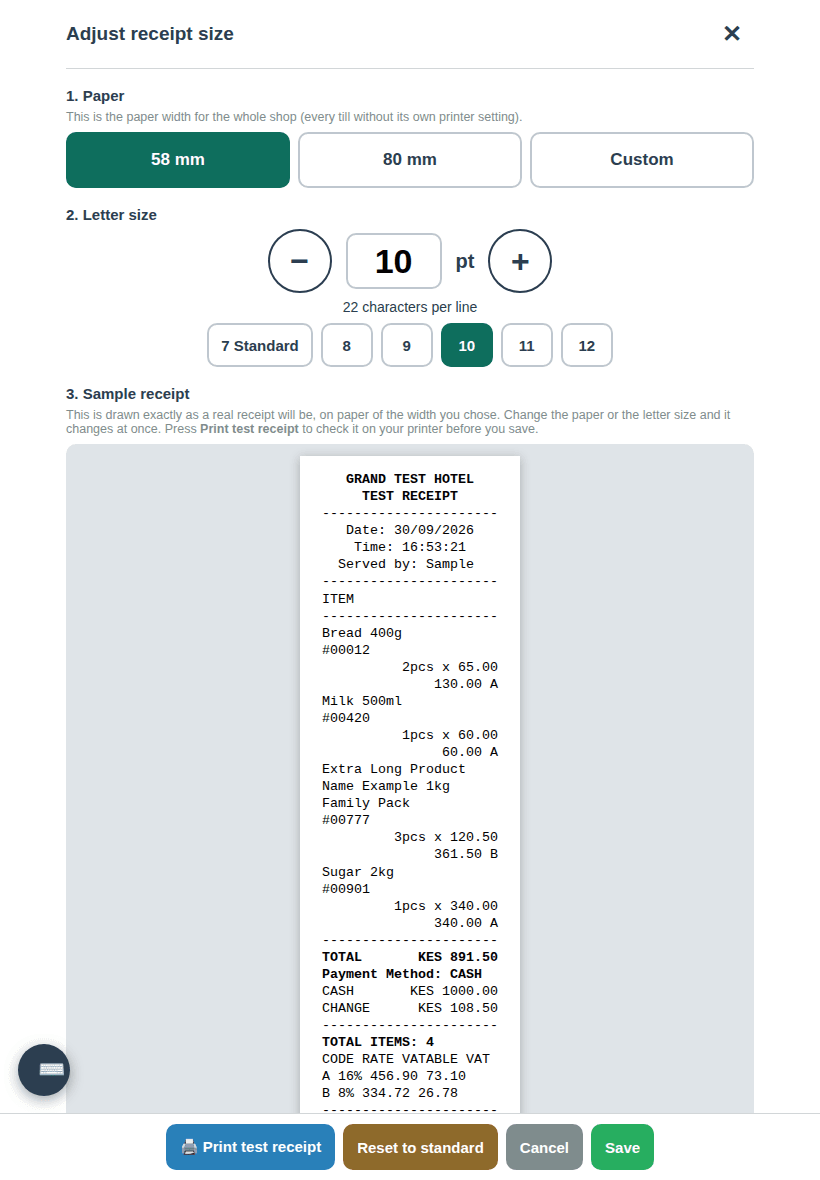 Adjust receipt size ✕
1. Paper
This is the paper width for the whole shop (every till without its own printer setting).
58 mm 80 mm Custom
2. Letter size
− 10 pt +
22 characters per line
7 Standard 8 9 10 11 12
3. Sample receipt
This is drawn exactly as a real receipt will be, on paper of the width you chose. Change the paper or the letter size and it
changes at once. Press Print test receipt to check it on your printer before you save.
GRAND TEST HOTEL
TEST RECEIPT
----------------------
Date: 30/09/2026
Time: 16:53:21
Served by: Sample
----------------------
ITEM
----------------------
Bread 400g
#00012
2pcs x 65.00
130.00 A
Milk 500ml
#00420
1pcs x 60.00
60.00 A
Extra Long Product
Name Example 1kg
Family Pack
#00777
3pcs x 120.50
361.50 B
Sugar 2kg
#00901
1pcs x 340.00
340.00 A
----------------------
TOTAL KES 891.50
Payment Method: CASH
CASH KES 1000.00
CHANGE KES 108.50
----------------------
TOTAL ITEMS: 4
CODE RATE VATABLE VAT
A 16% 456.90 73.10
B 8% 334.72 26.78
----------------------
Print test receipt Reset to standard Cancel Save